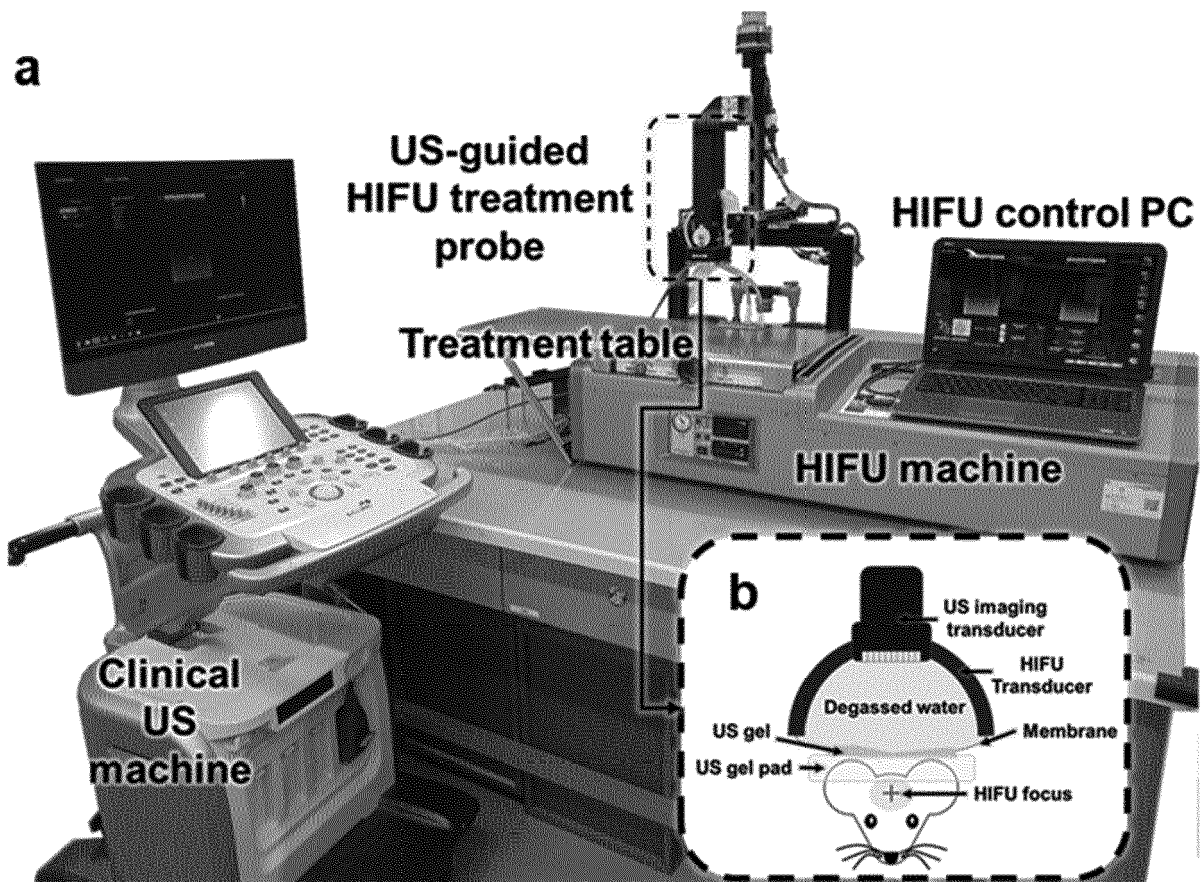 a
US-guided
HIFU treatment
probe
HIFU control PC
Treatment table
HIFU machine
Clinical
US
machine
b
US imaging
transducer
HIFU
Transducer
Degassed water
US gel
Membrane
US gel pad
HIFU focus